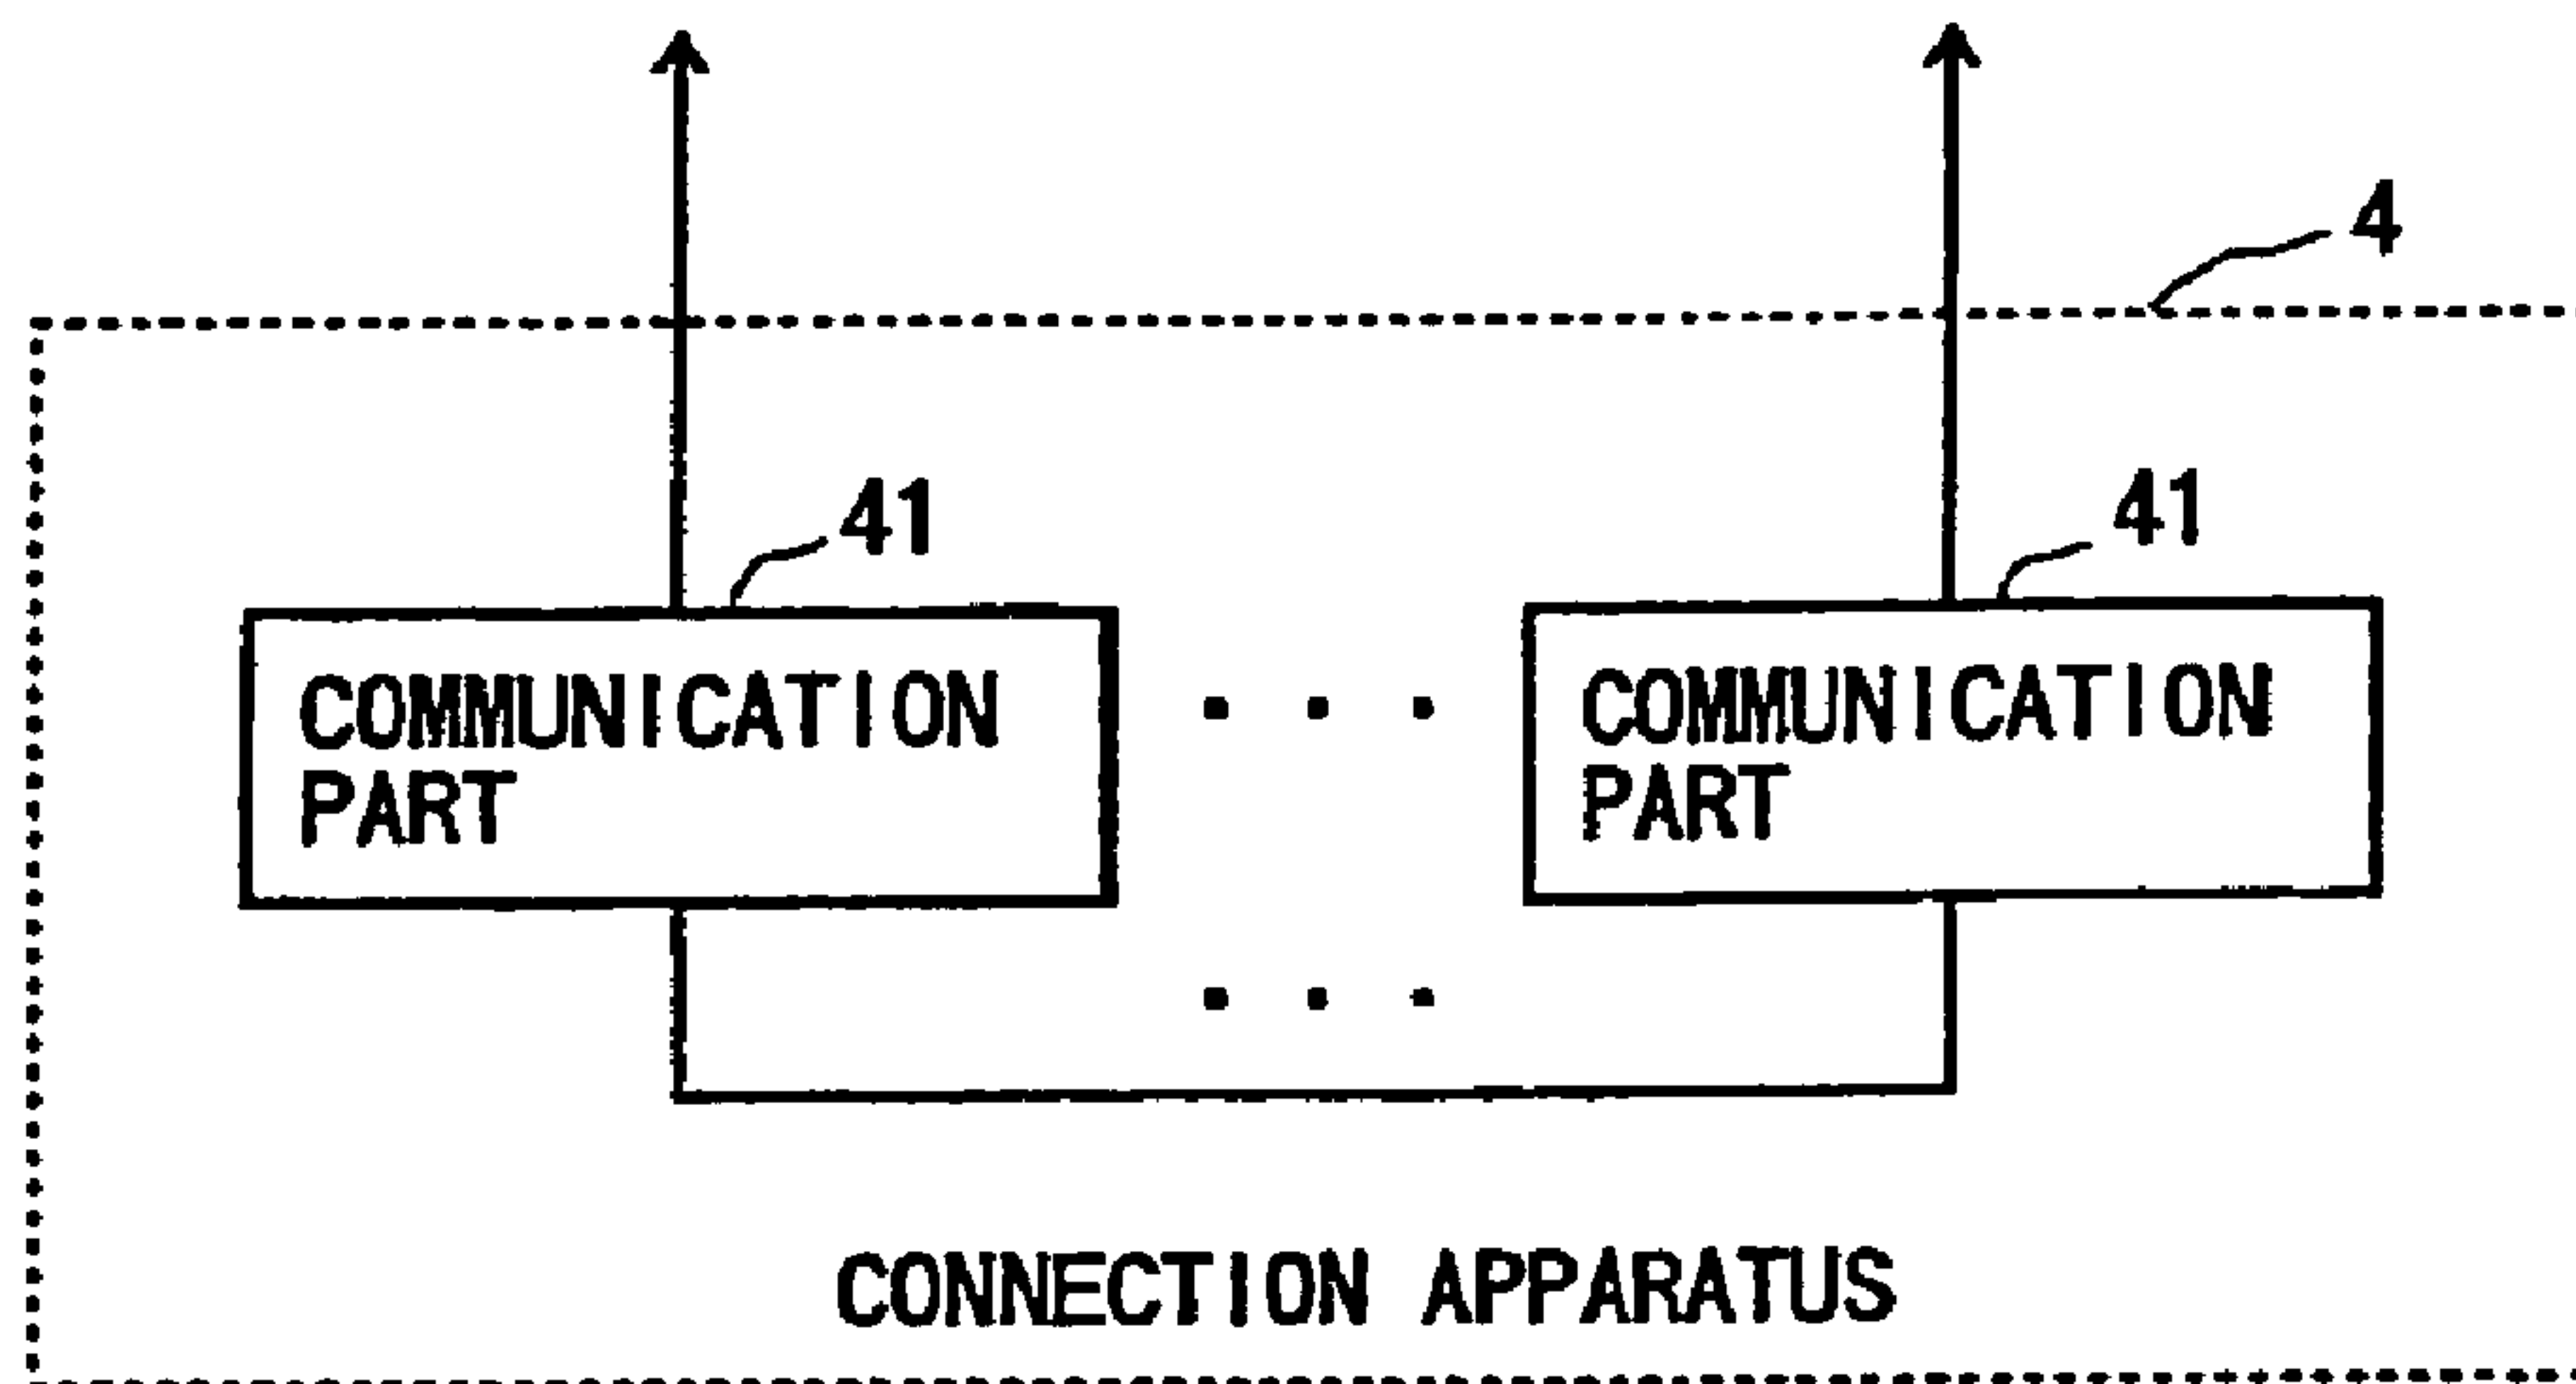 4
41
41
COMMUNICATION
PART
. . .
COMMUNICATION
PART
. . .
CONNECTION APPARATUS